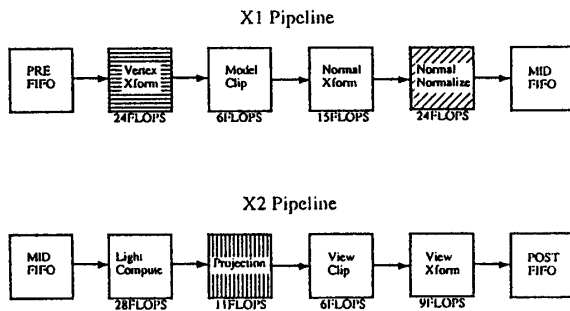 X1 Pipeline
PRE
FIFO
Vertex
Xform
Model
Clip
Normal
Xform
Normal
Normalize
MID
FIFO
24FLOPS
6FLOPS
15FLOPS
24FLOPS
X2 Pipeline
MID
FIFO
Light
Compute
Projection
View
Clip
View
Xform
POST
FIFO
28FLOPS
11FLOPS
6FLOPS
9FLOPS